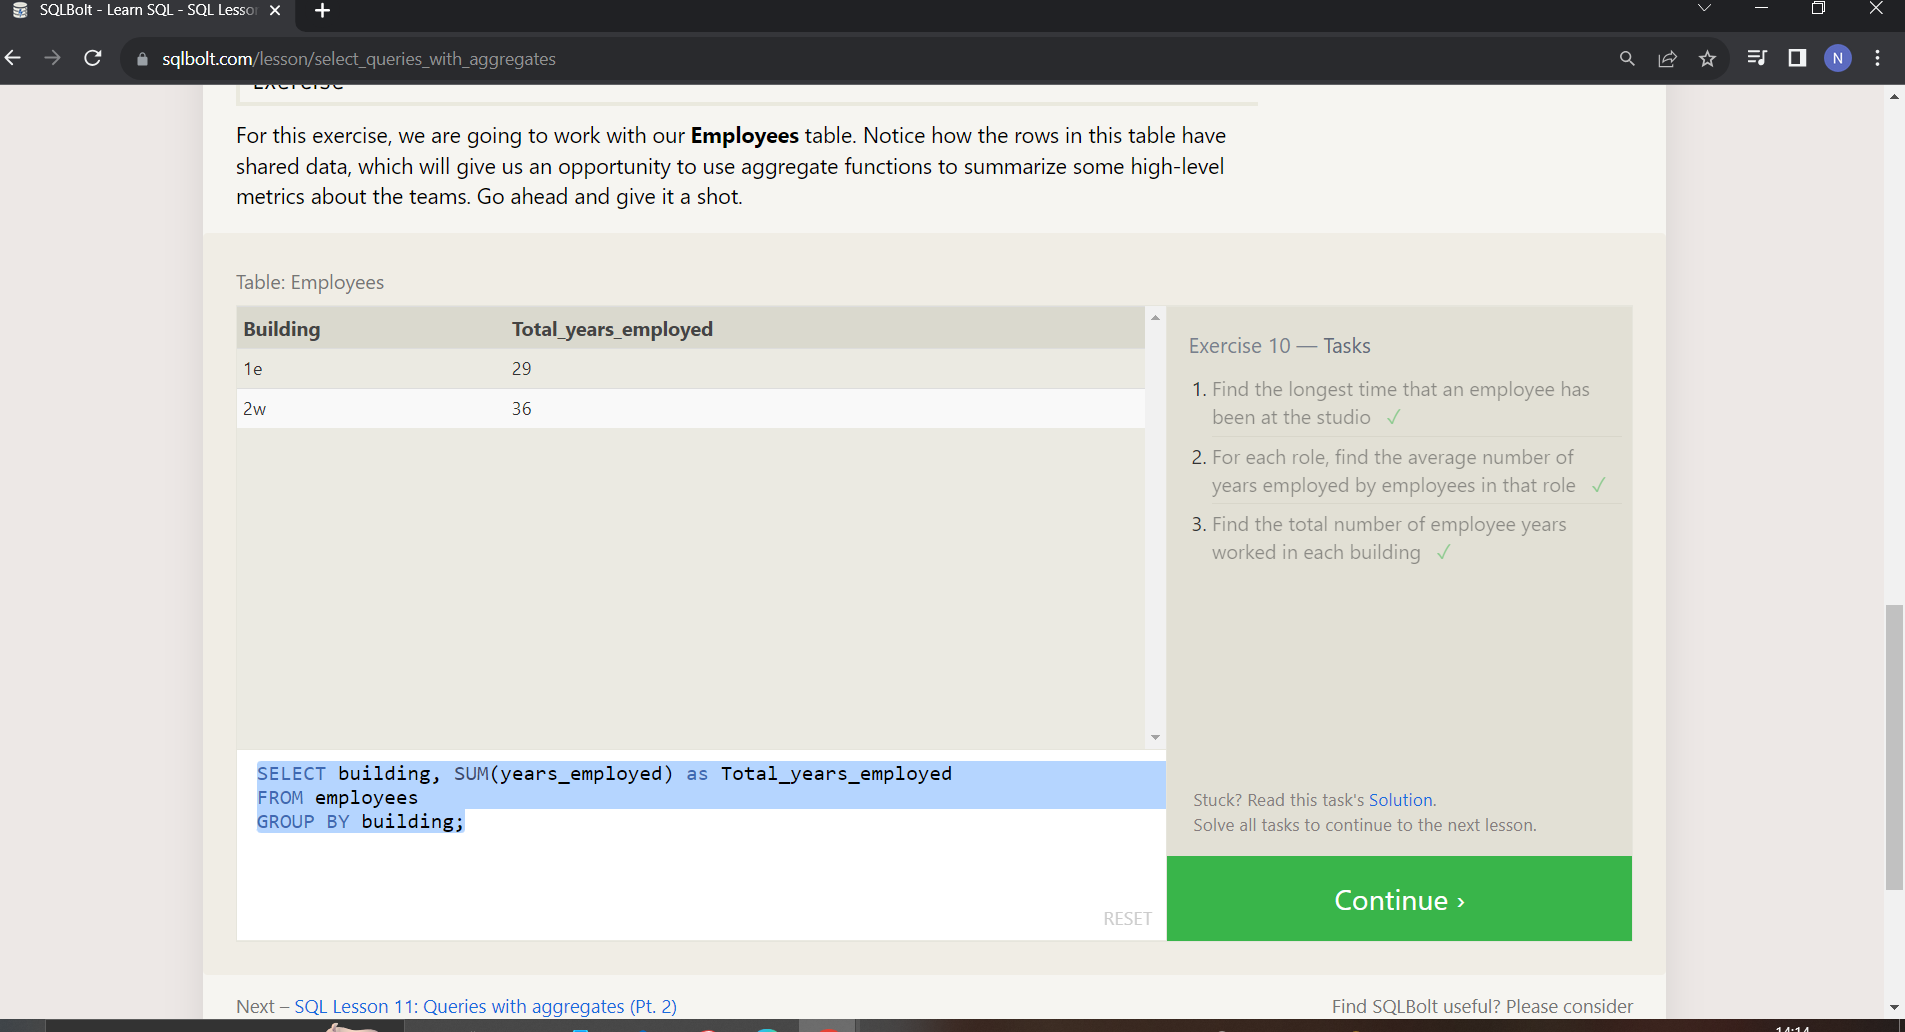 SQLBolt - Learn SQL - SQL Lesson
sqlbolt.com/lesson/select_queries_with_aggregates
N
Exercise
For this exercise, we are going to work with our Employees table. Notice how the rows in this table have
shared data, which will give us an opportunity to use aggregate functions to summarize some high-level
metrics about the teams. Go ahead and give it a shot.
Table: Employees
Building Total_years_employed
1e 29
2w 36
SELECT building, SUM(years_employed) as Total_years_employed
FROM employees
GROUP BY building;
RESET
Exercise 10 — Tasks
1. Find the longest time that an employee has
been at the studio ✓
2. For each role, find the average number of
years employed by employees in that role ✓
3. Find the total number of employee years
worked in each building ✓
Stuck? Read this task's Solution.
Solve all tasks to continue to the next lesson.
Continue ›
Next – SQL Lesson 11: Queries with aggregates (Pt. 2)
Find SQLBolt useful? Please consider
14:14